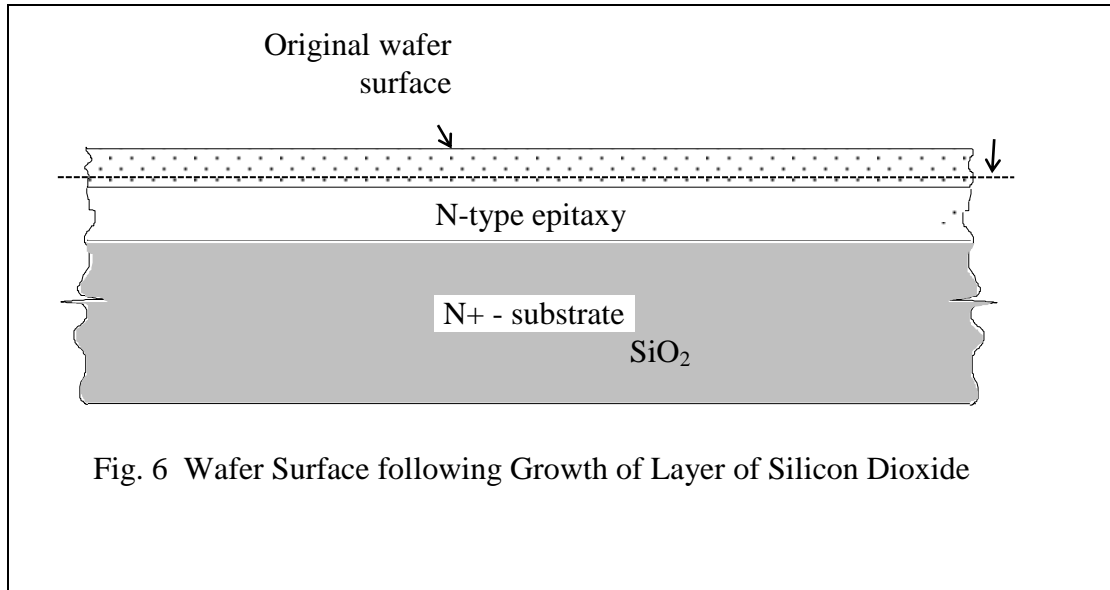 Original wafer
surface
N-type epitaxy
N+ - substrate
SiO₂
Fig. 6 Wafer Surface following Growth of Layer of Silicon Dioxide